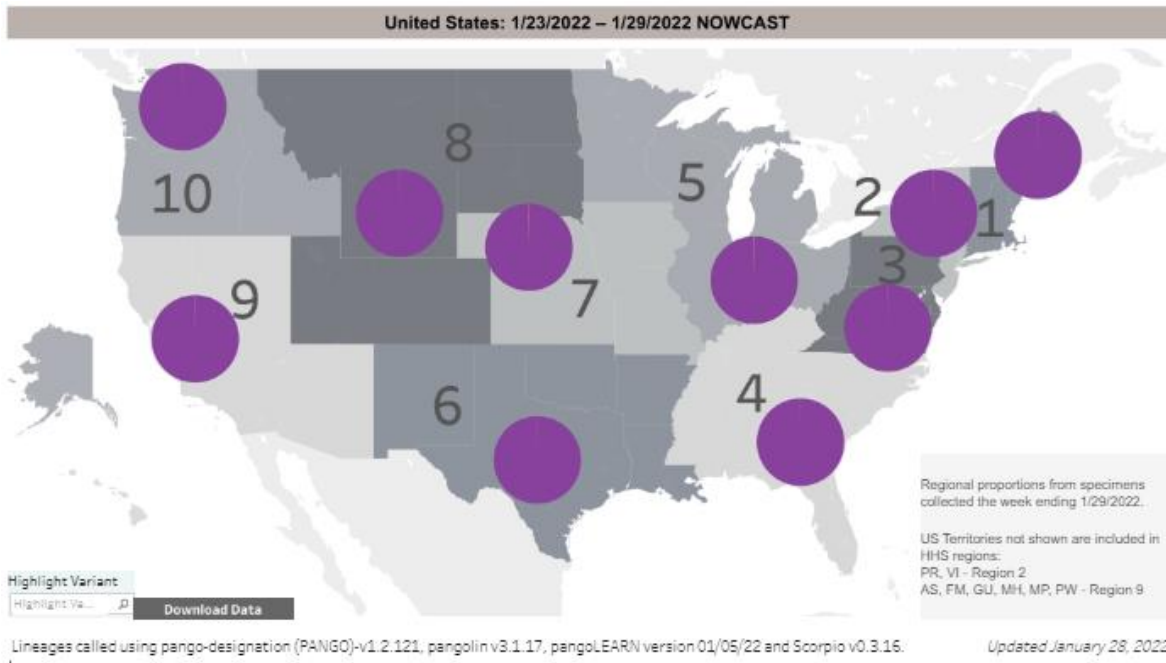 United States: 1/23/2022 – 1/29/2022 NOWCAST
8
5
10
2
1
3
9
7
6
4
Regional proportions from specimens
collected the week ending 1/29/2022.
US Territories not shown are included in
HHS regions:
PR, VI - Region 2
AS, FM, GU, MH, MP, PW - Region 9
Highlight Variant
Highlight Va...
Download Data
Lineages called using pango-designation (PANGO)-v1.2.121, pangolin v3.1.17, pangoLEARN version 01/05/22 and Scorpio v0.3.16.
Updated January 28, 2022